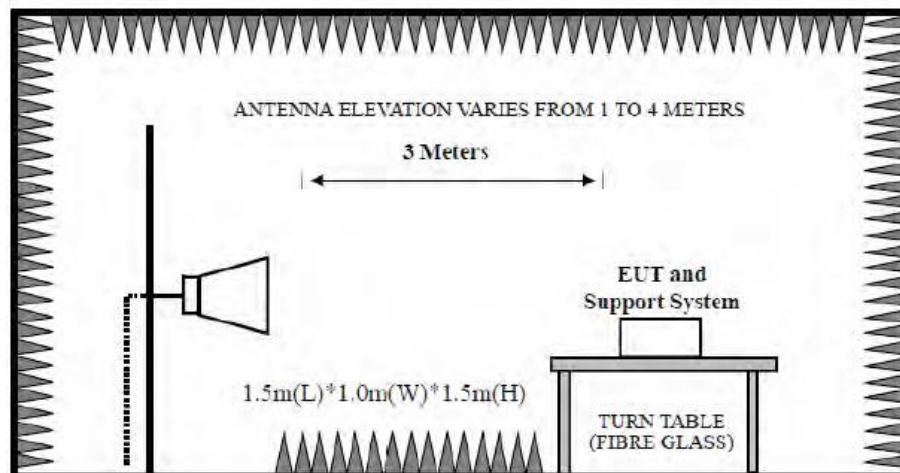 ANTENNA ELEVATION VARIES FROM 1 TO 4 METERS
3 Meters
EUT and
Support System
1.5m(L)*1.0m(W)*1.5m(H)
TURN TABLE
(FIBRE GLASS)